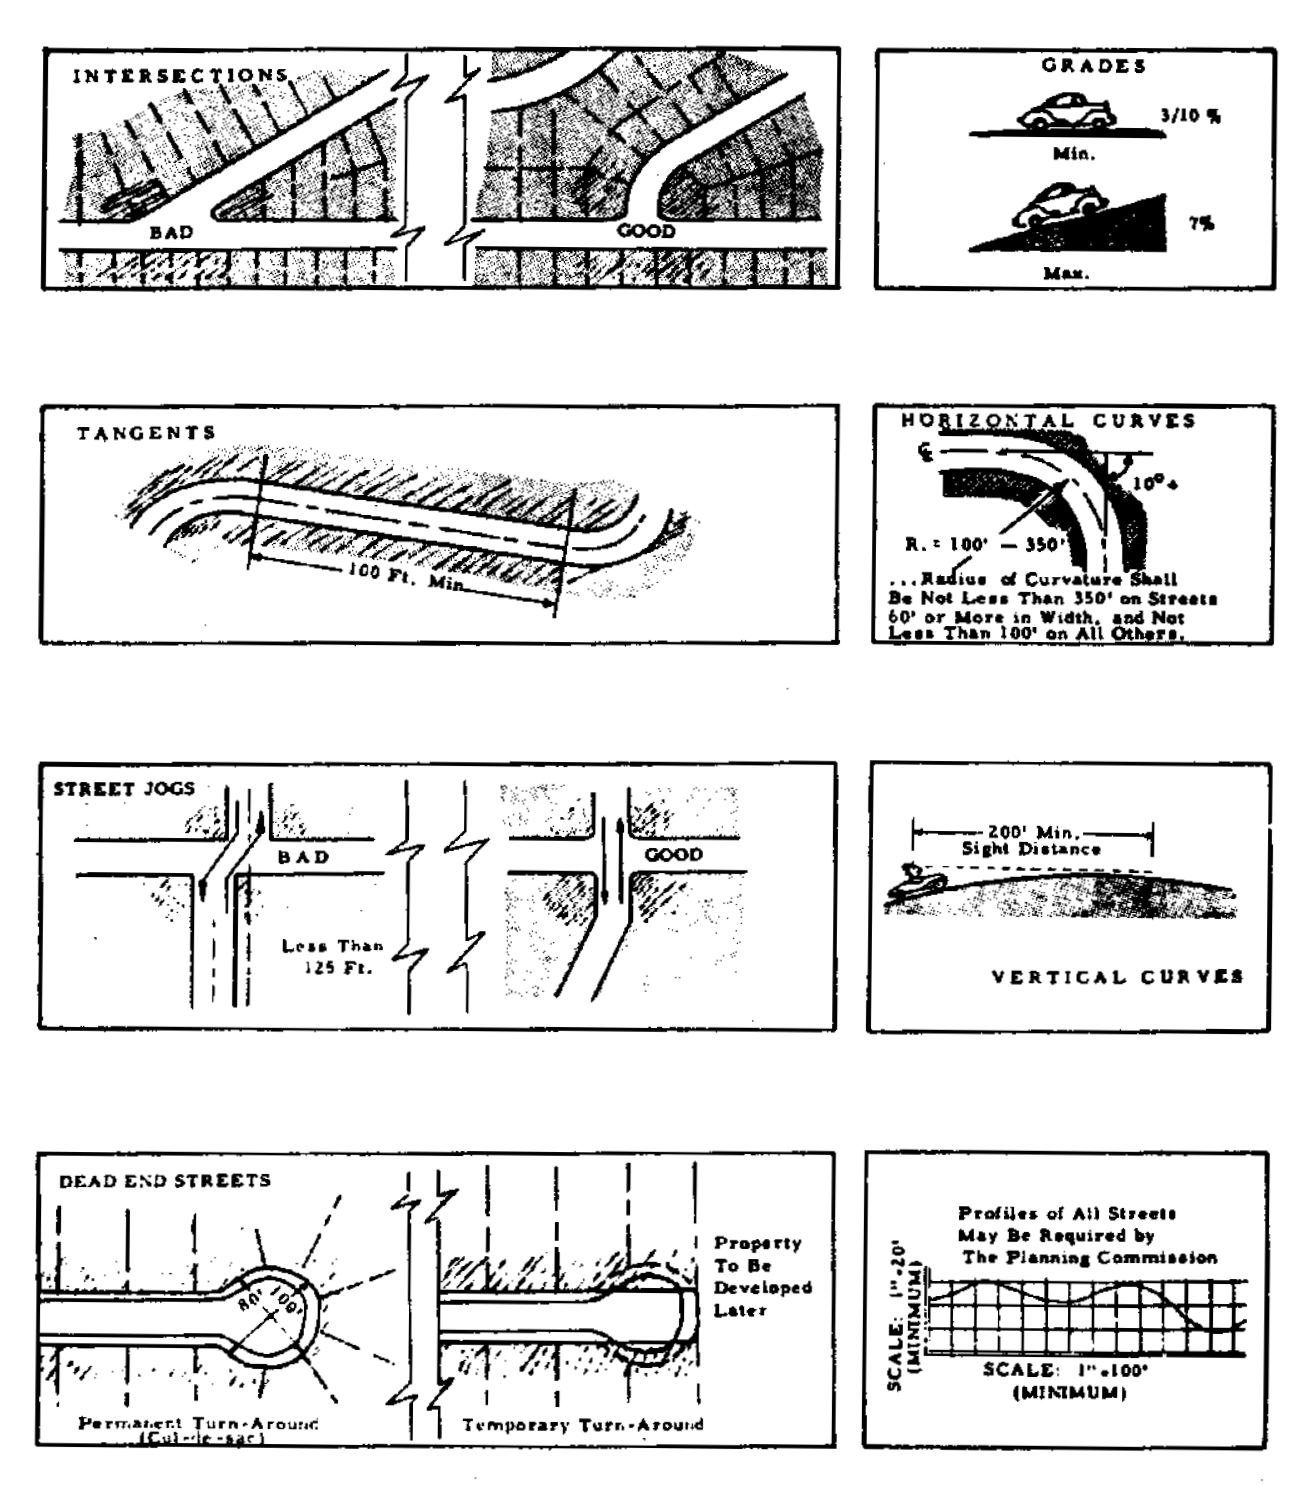 INTERSECTIONS
BAD
GOOD
GRADES
3/10 %
Min.
7%
Max.
TANGENTS
100 Ft. Min.
HORIZONTAL CURVES
10°+
R. = 100' — 350'
...Radius of Curvature Shall
Be Not Less Than 350' on Streets
60' or More in Width, and Not
Less Than 100' on All Others.
STREET JOGS
BAD
GOOD
Less Than
125 Ft.
200' Min.
Sight Distance
VERTICAL CURVES
DEAD END STREETS
80' 100'
Property
To Be
Developed
Later
Permanent Turn-Around
(Cul-de-sac)
Temporary Turn-Around
Profiles of All Streets
May Be Required by
The Planning Commission
SCALE: 1"=20'
(MINIMUM)
SCALE: 1"=100'
(MINIMUM)